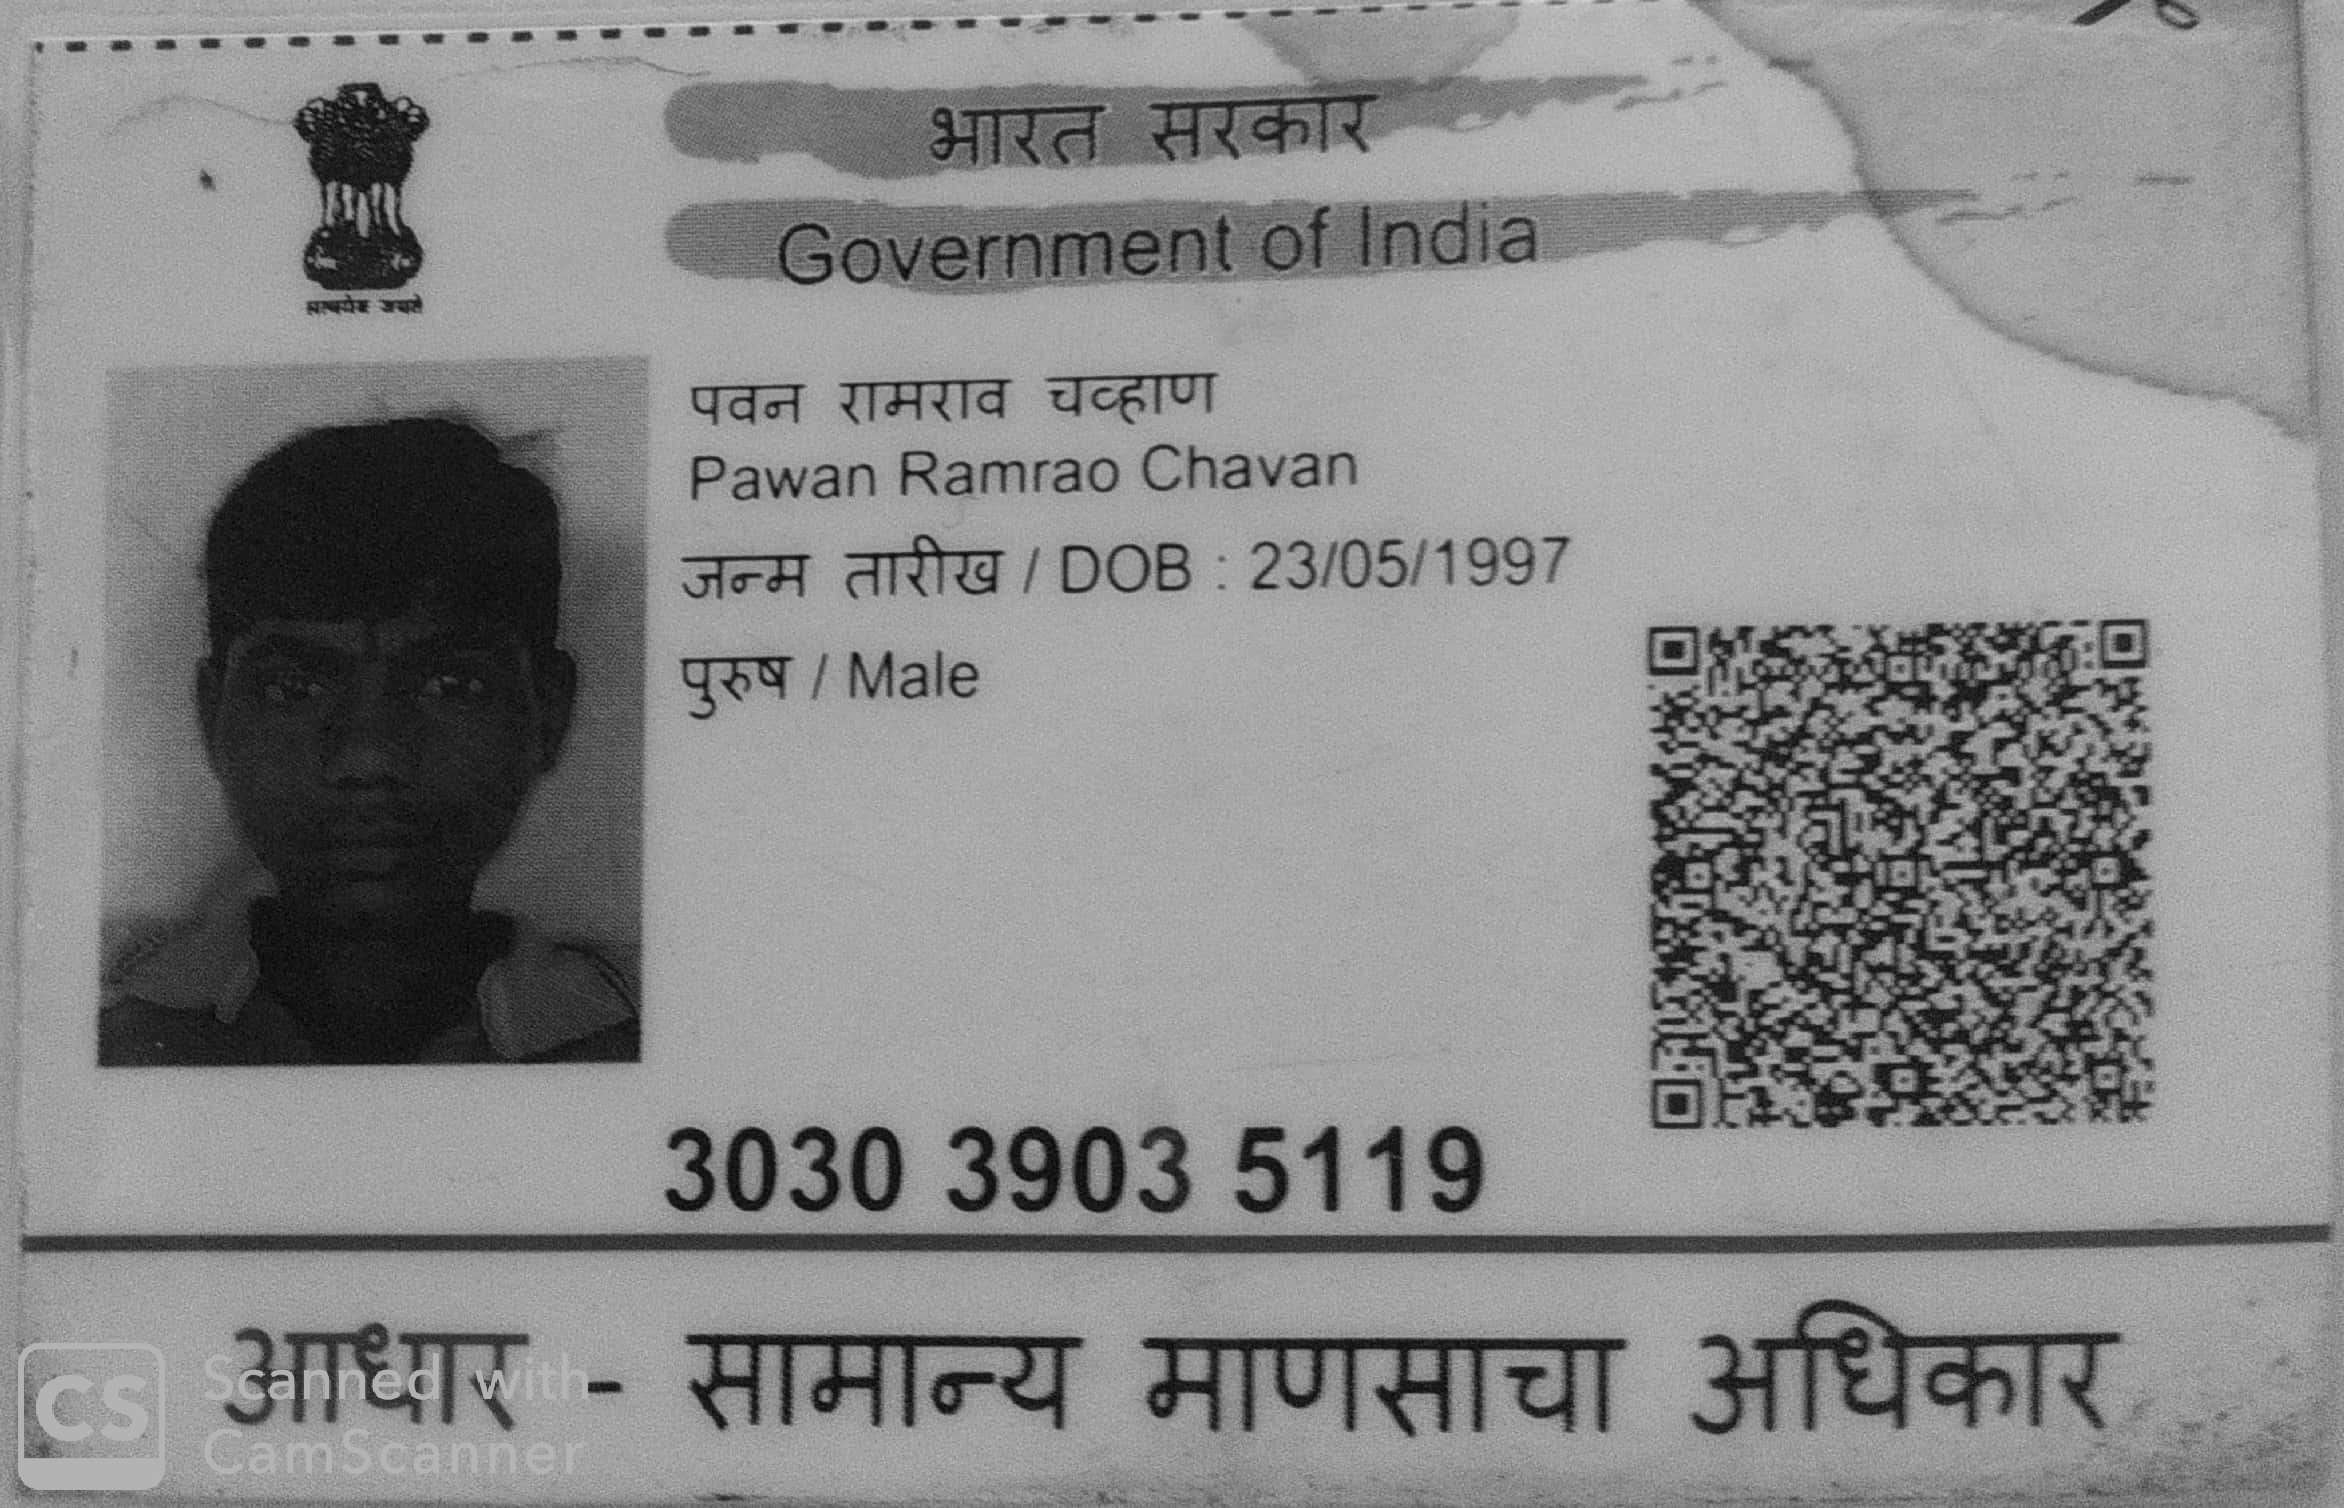 सत्यमेव जयते
भारत सरकार
Government of India
पवन रामराव चव्हाण
Pawan Ramrao Chavan
जन्म तारीख / DOB : 23/05/1997
पुरुष / Male
3030 3903 5119
आधार - सामान्य माणसाचा अधिकार
CS Scanned with
CamScanner